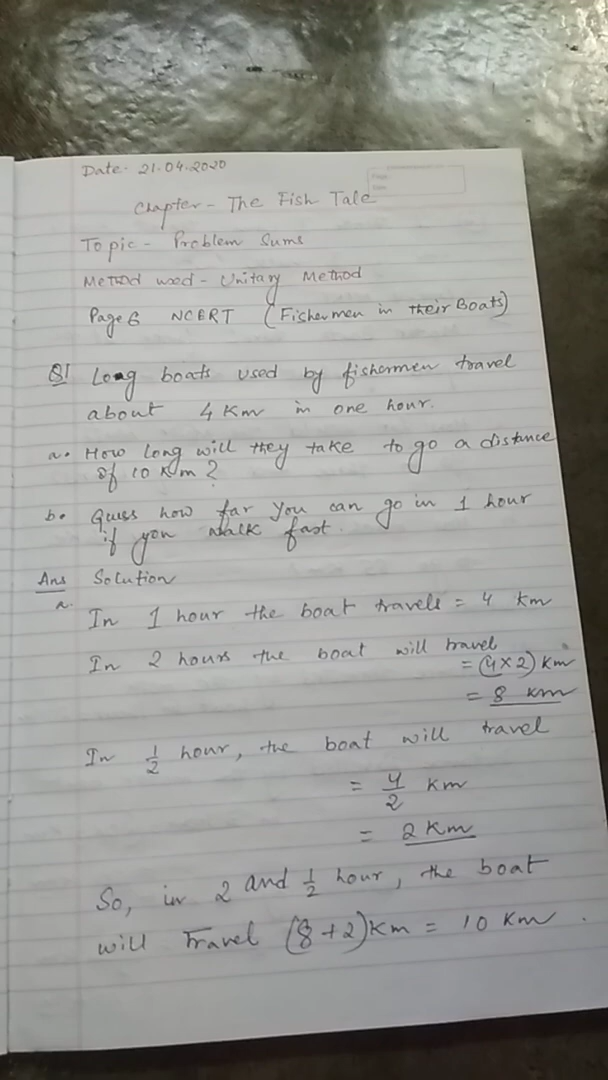 Date- 21.04.2020
Chapter - The Fish Tale
Topic - Problem Sums
Method used - Unitary Method
Page 6 NCERT (Fishermen in Their Boats)
Q1 Long boats used by fishermen travel
about 4 Km in one hour.
a. How long will they take to go a distance
of 10 Km?
b. Guess how far you can go in 1 hour
if you walk fast.
Ans Solution
a.
In 1 hour the boat travels = 4 Km
In 2 hours the boat will travel
= (4×2) Km
= 8 Km
In 1/2 hour, the boat will travel
= 4/2 Km
= 2 Km
So, in 2 and 1/2 hour, the boat
will Travel (8+2)Km = 10 Km.